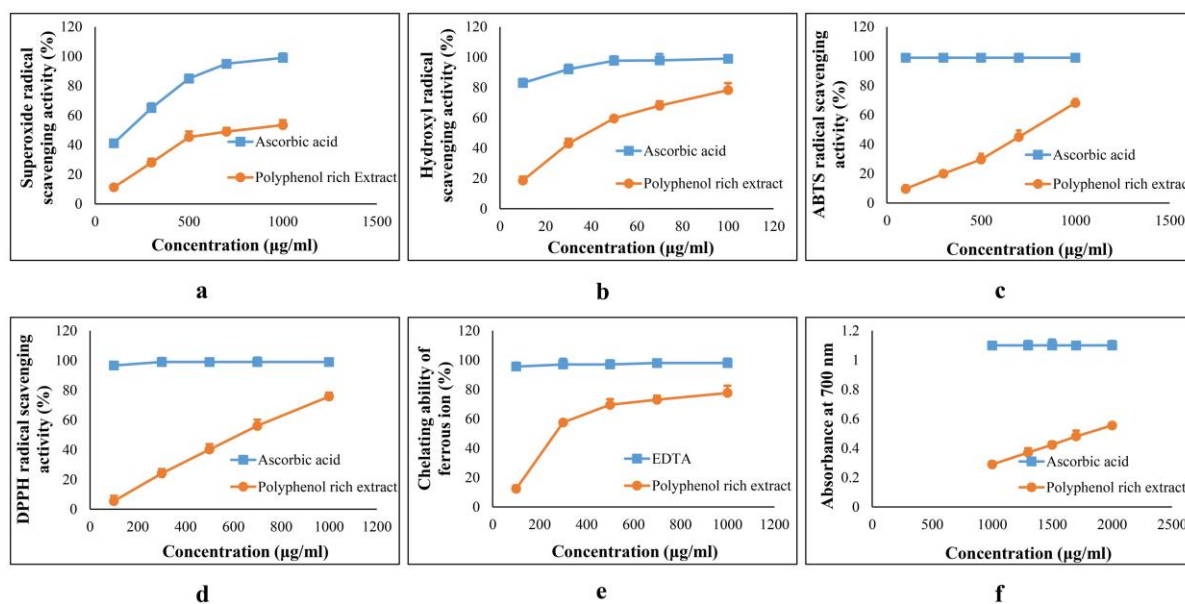 Superoxide radical
scavenging activity (%)
120
100
80
60
40
20
0
Ascorbic acid
Polyphenol rich Extract
0 500 1000 1500
Concentration (µg/ml)
a
Hydroxyl radical
scavenging activity (%)
120
100
80
60
40
20
0
Ascorbic acid
Polyphenol rich extract
0 20 40 60 80 100 120
Concentration (µg/ml)
b
ABTS radical scavenging
activity (%)
120
100
80
60
40
20
0
Ascorbic acid
Polyphenol rich extract
0 500 1000 1500
Concentration (µg/ml)
c
DPPH radical scavenging
activity (%)
120
100
80
60
40
20
0
Ascorbic acid
Polyphenol rich extract
0 200 400 600 800 1000 1200
Concentration (µg/ml)
d
Chelating ability of
ferrous ion (%)
120
100
80
60
40
20
0
EDTA
Polyphenol rich extract
0 200 400 600 800 1000 1200
Concentration (µg/ml)
e
Absorbance at 700 nm
1.2
1
0.8
0.6
0.4
0.2
0
Ascorbic acid
Polyphenol rich extract
0 500 1000 1500 2000 2500
Concentration (µg/ml)
f